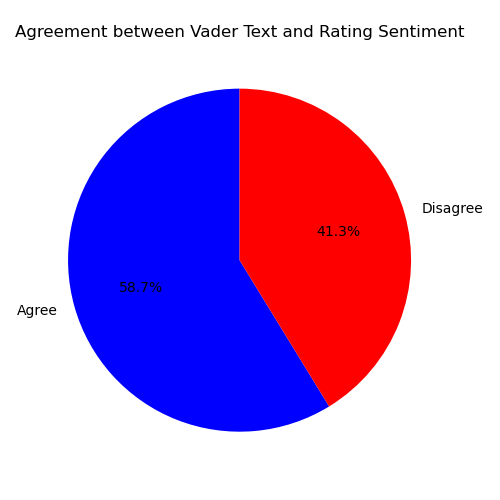 Agreement between Vader Text and Rating Sentiment
Disagree
41.3%
58.7%
Agree